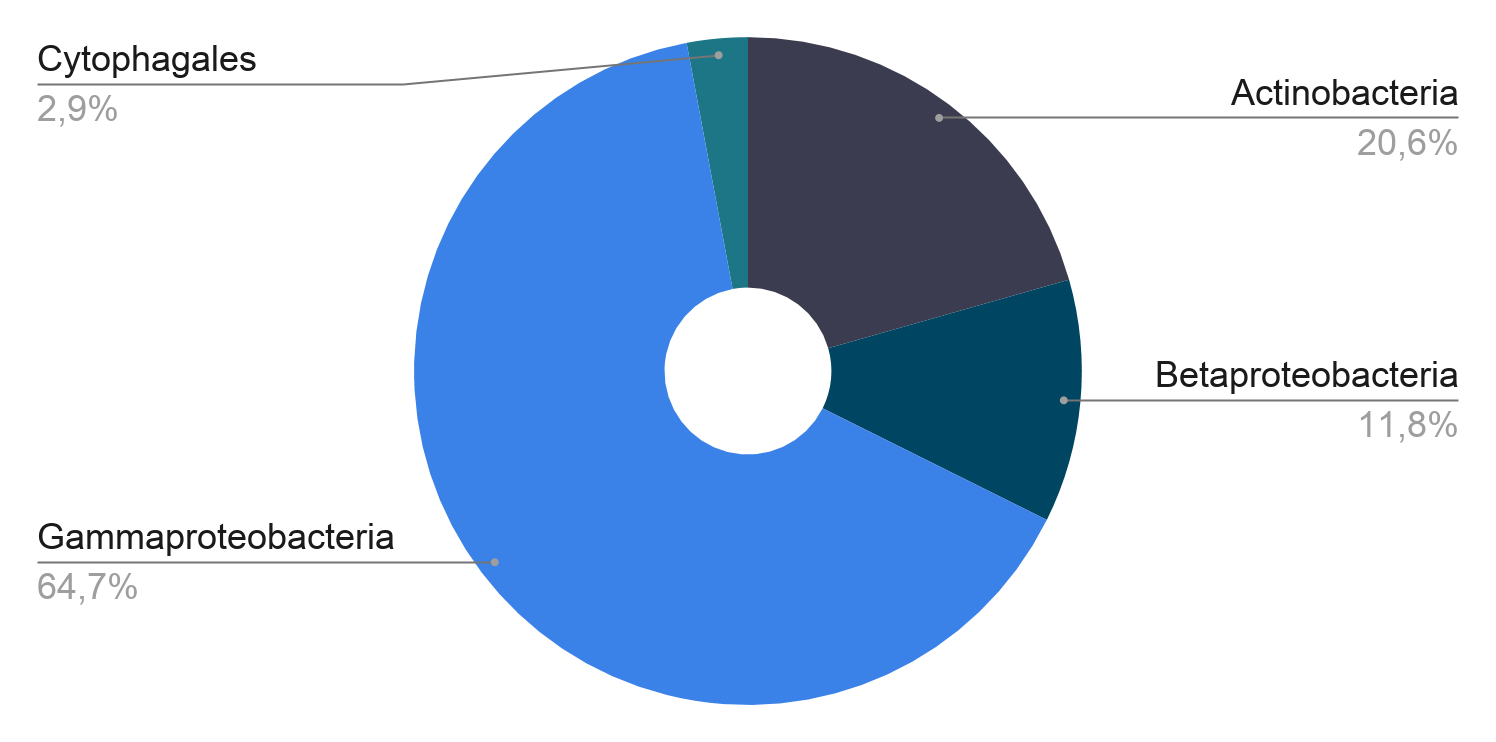 Cytophagales
2,9%
Actinobacteria
20,6%
Betaproteobacteria
11,8%
Gammaproteobacteria
64,7%